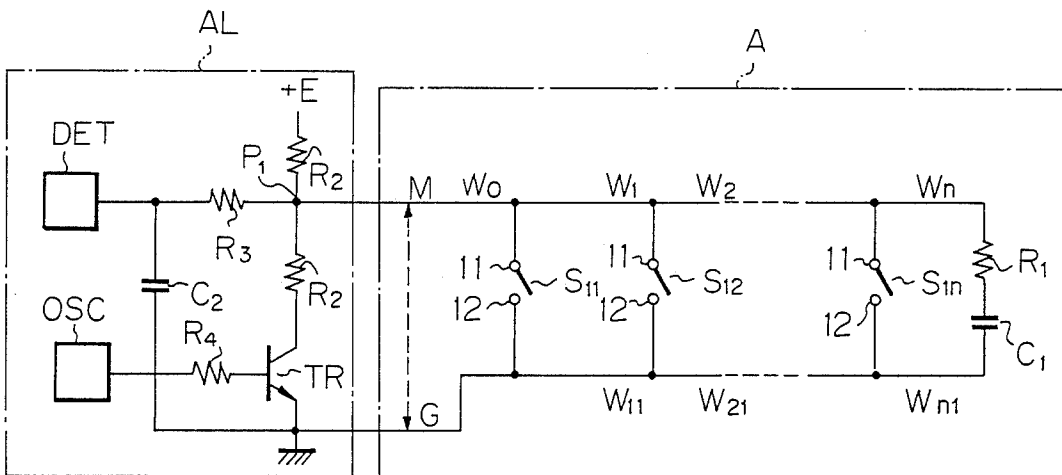 AL
A
+E
DET
P₁
R₂
M
W₀
W₁
W₂
Wₙ
R₃
11
S₁₁
11
S₁₂
11
S₁ₙ
R₁
R₂
C₂
12
12
12
C₁
OSC
R₄
TR
G
W₁₁
W₂₁
Wₙ₁